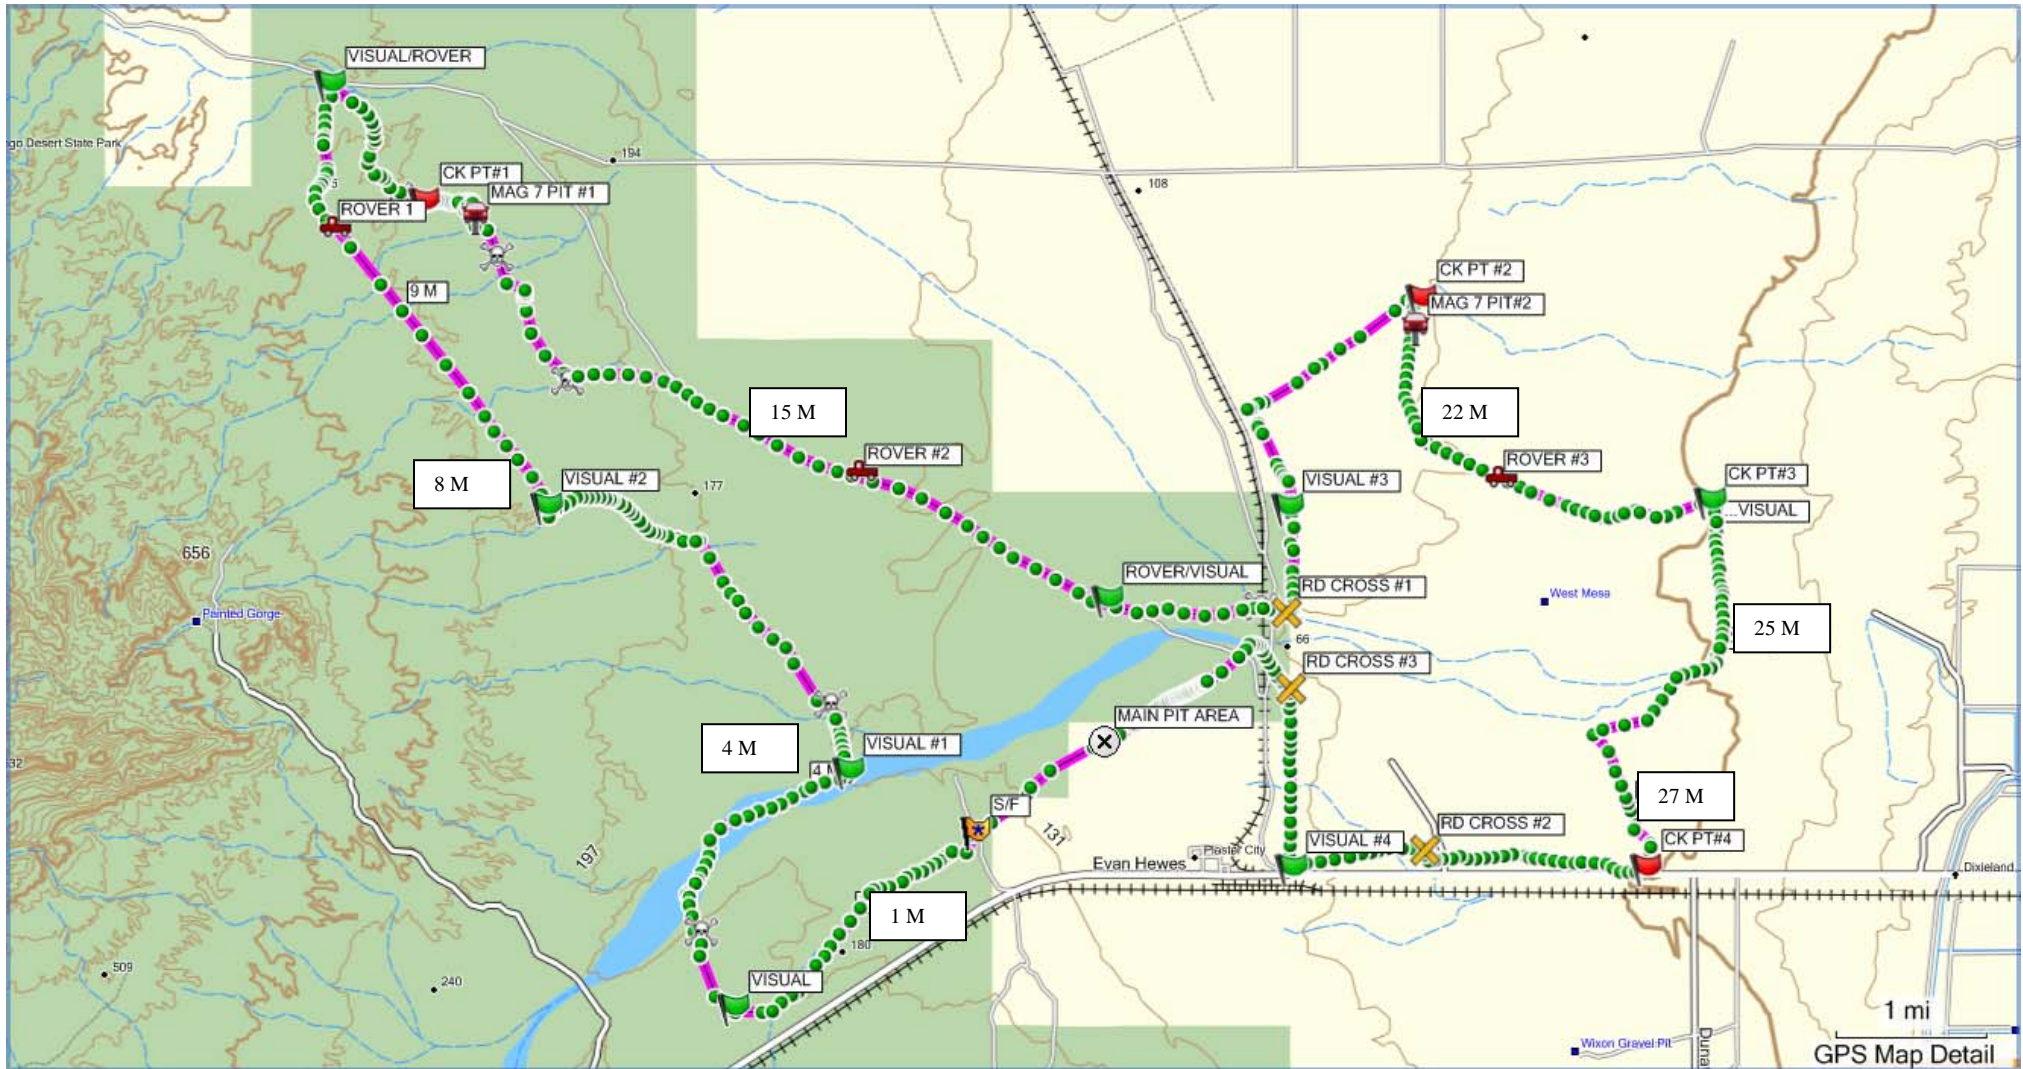 VISUAL/ROVER
go Desert State Park
194
CK PT#1
MAG 7 PIT #1
108
ROVER 1
9 M
CK PT #2
MAG 7 PIT#2
15 M
22 M
ROVER #2
ROVER #3
CK PT#3
...VISUAL
8 M
VISUAL #2
177
VISUAL #3
656
Painted Gorge
ROVER/VISUAL
RD CROSS #1
West Mesa
66
25 M
RD CROSS #3
MAIN PIT AREA
4 M
VISUAL #1
32
4 M
27 M
S/F
131
RD CROSS #2
VISUAL #4
CK PT#4
Plaster City
Evan Hewes
197
Dixieland
1 M
180
509
240
VISUAL
1 mi
Wixon Gravel Pit
Duna
GPS Map Detail